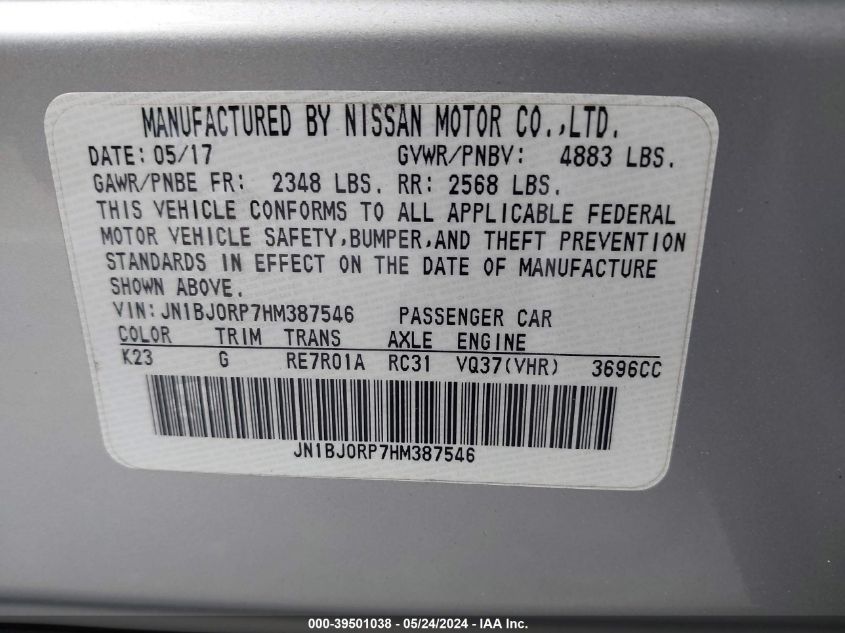 MANUFACTURED BY NISSAN MOTOR CO.,LTD.
DATE: 05/17 GVWR/PNBV: 4883 LBS.
GAWR/PNBE FR: 2348 LBS. RR: 2568 LBS.
THIS VEHICLE CONFORMS TO ALL APPLICABLE FEDERAL
MOTOR VEHICLE SAFETY,BUMPER,AND THEFT PREVENTION
STANDARDS IN EFFECT ON THE DATE OF MANUFACTURE
SHOWN ABOVE.
VIN: JN1BJ0RP7HM387546 PASSENGER CAR
COLOR TRIM TRANS AXLE ENGINE
K23 G RE7R01A RC31 VQ37(VHR) 3696CC
JN1BJ0RP7HM387546
000-39501038 - 05/24/2024 - IAA Inc.